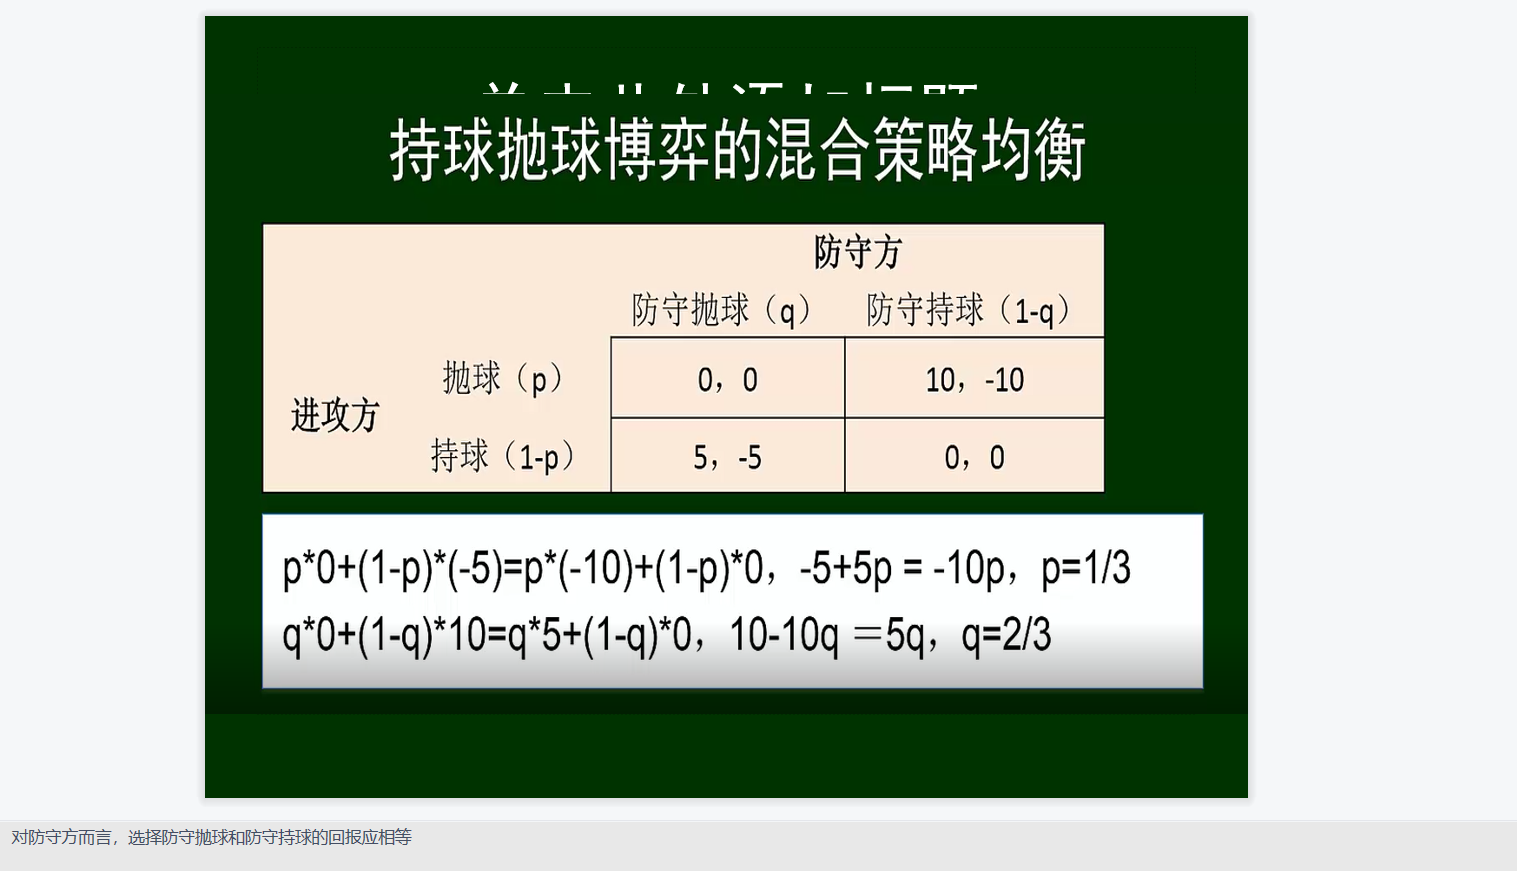 持球抛球博弈的混合策略均衡
防守方
防守抛球（q） 防守持球（1-q）
抛球（p） 0，0 10，-10
进攻方
持球（1-p） 5，-5 0，0
p*0+(1-p)*(-5)=p*(-10)+(1-p)*0，-5+5p = -10p，p=1/3
q*0+(1-q)*10=q*5+(1-q)*0，10-10q ＝5q，q=2/3
对防守方而言，选择防守抛球和防守持球的回报应相等